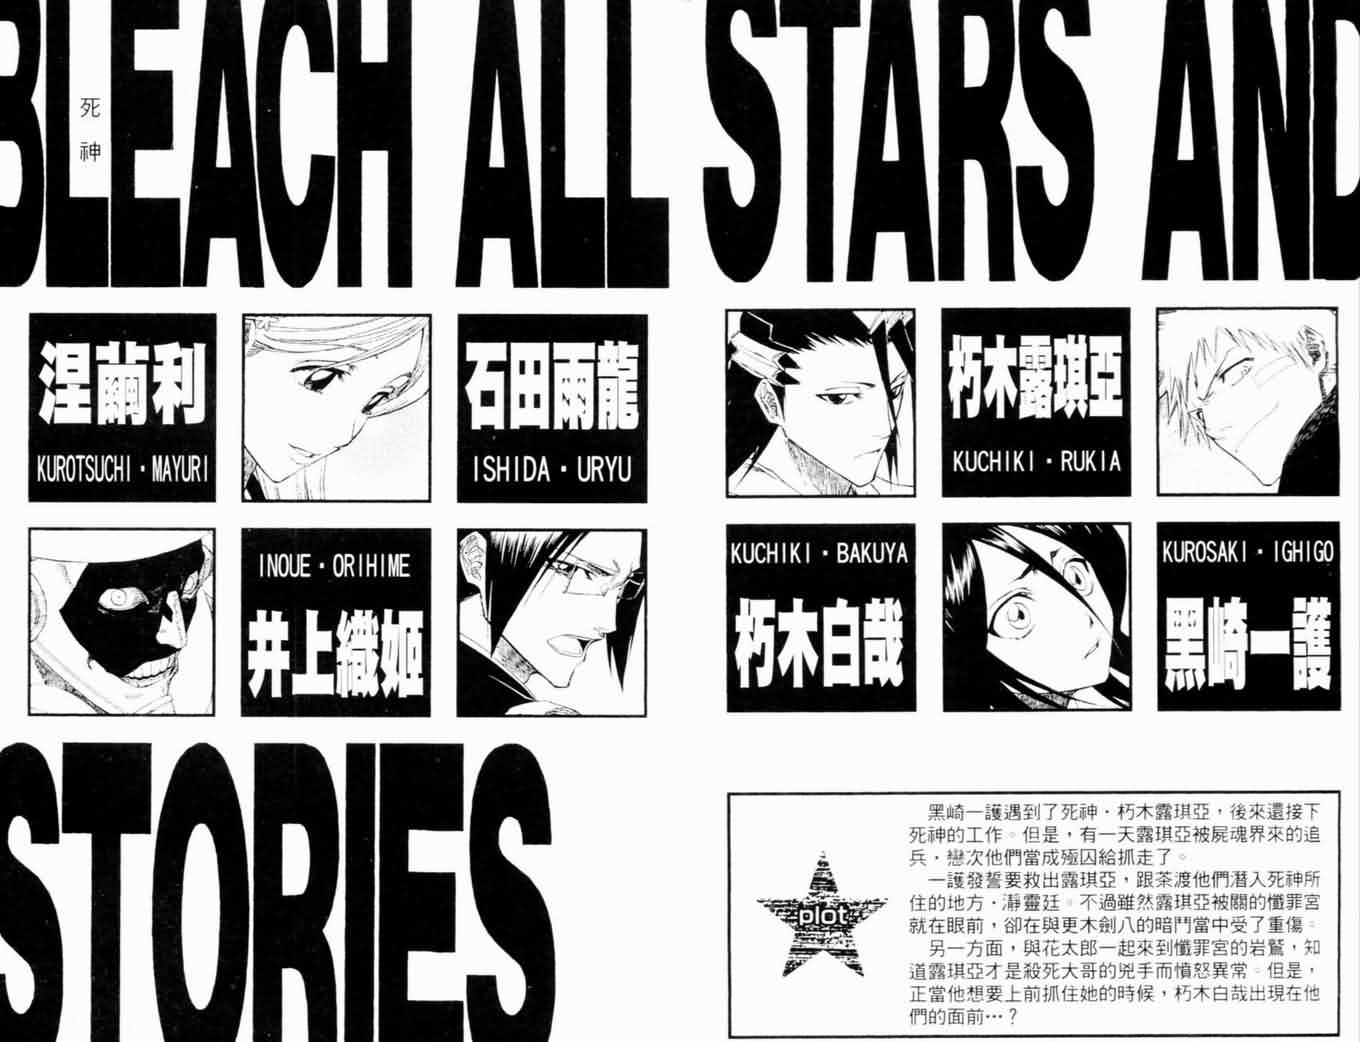 BLEACH ALL STARS AND
死神
涅繭利
KUROTSUCHI・MAYURI
石田雨龍
ISHIDA・URYU
朽木露琪亞
KUCHIKI・RUKIA
INOUE・ORIHIME
井上織姬
KUCHIKI・BAKUYA
朽木白哉
KUROSAKI・IGHIGO
黑崎一護
STORIES
plot
黑崎一護遇到了死神・朽木露琪亞，後來還接下
死神的工作。但是，有一天露琪亞被屍魂界來的追
兵・戀次他們當成極囚給抓走了。
一護發誓要救出露琪亞，跟茶渡他們潛入死神所
住的地方・瀞靈廷。不過雖然露琪亞被關的懺罪宮
就在眼前，卻在與更木劍八的暗鬥當中受了重傷。
另一方面，與花太郎一起來到懺罪宮的岩鷲，知
道露琪亞才是殺死大哥的兇手而憤怒異常。但是，
正當他想要上前抓住她的時候，朽木白哉出現在他
們的面前…？